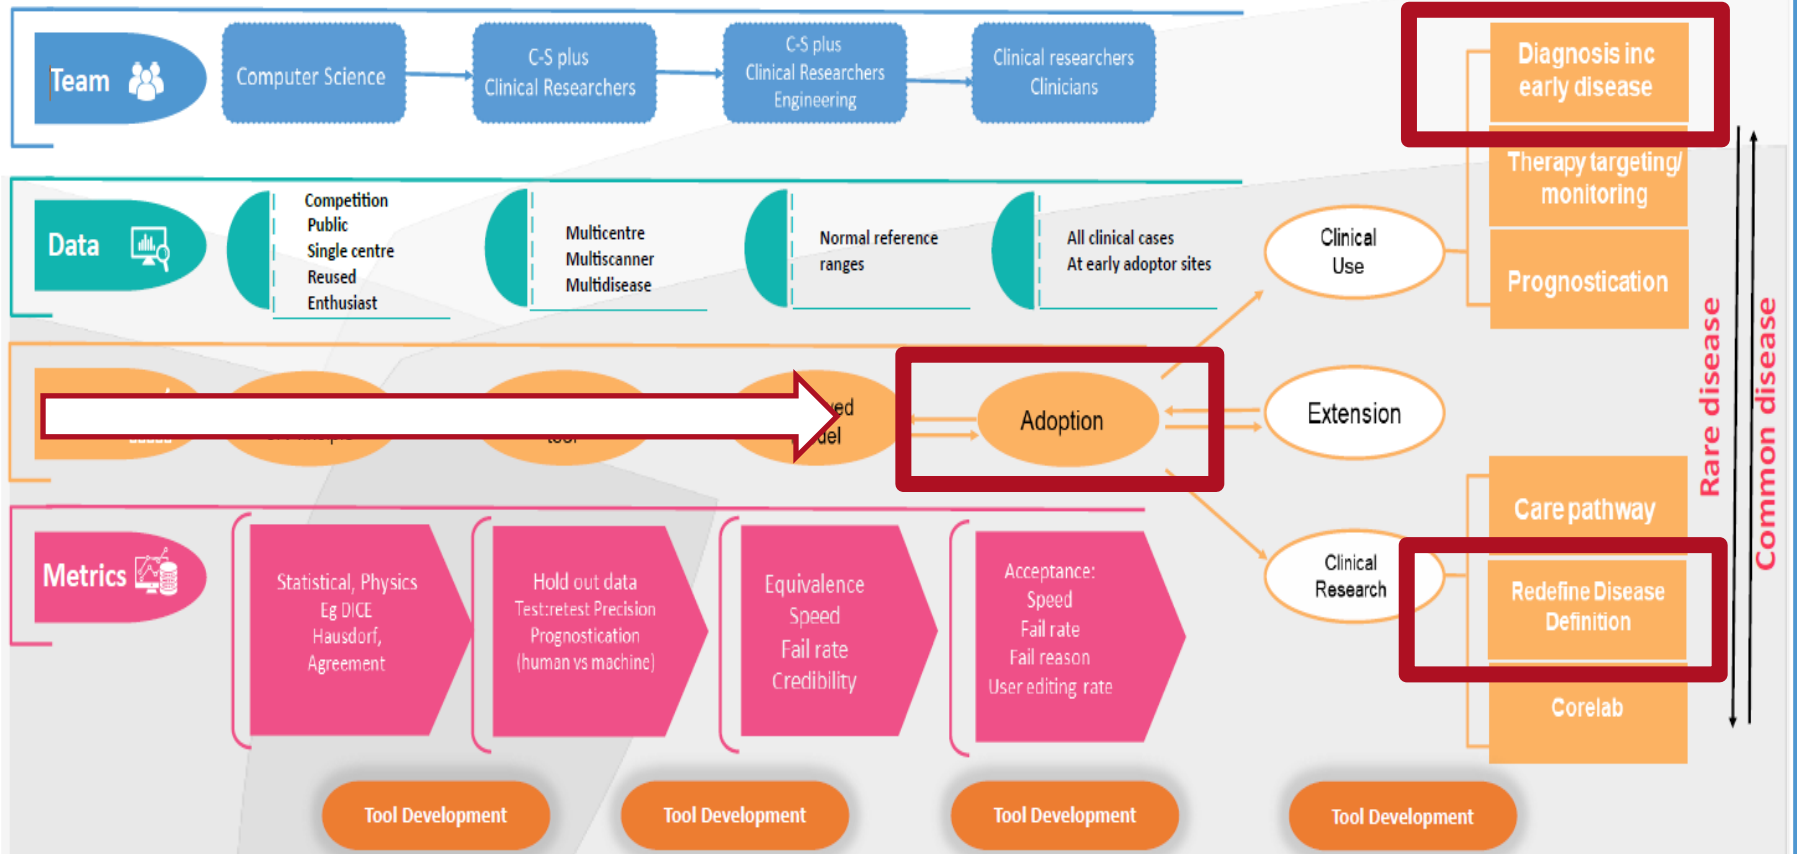 Team
Computer Science
C-S plus
Clinical Researchers
C-S plus
Clinical Researchers
Engineering
Clinical researchers
Clinicians
Data
Competition
Public
Single centre
Reused
Enthusiast
Multicentre
Multiscanner
Multidisease
Normal reference
ranges
All clinical cases
At early adoptor sites
Adoption
Clinical
Use
Extension
Clinical
Research
Diagnosis inc
early disease
Therapy targeting/
monitoring
Prognostication
Care pathway
Redefine Disease
Definition
Corelab
Rare disease
Common disease
Metrics
Statistical, Physics
Eg DICE
Hausdorf,
Agreement
Hold out data
Test:retest Precision
Prognostication
(human vs machine)
Equivalence
Speed
Fail rate
Credibility
Acceptance:
Speed
Fail rate
Fail reason
User editing rate
Tool Development
Tool Development
Tool Development
Tool Development